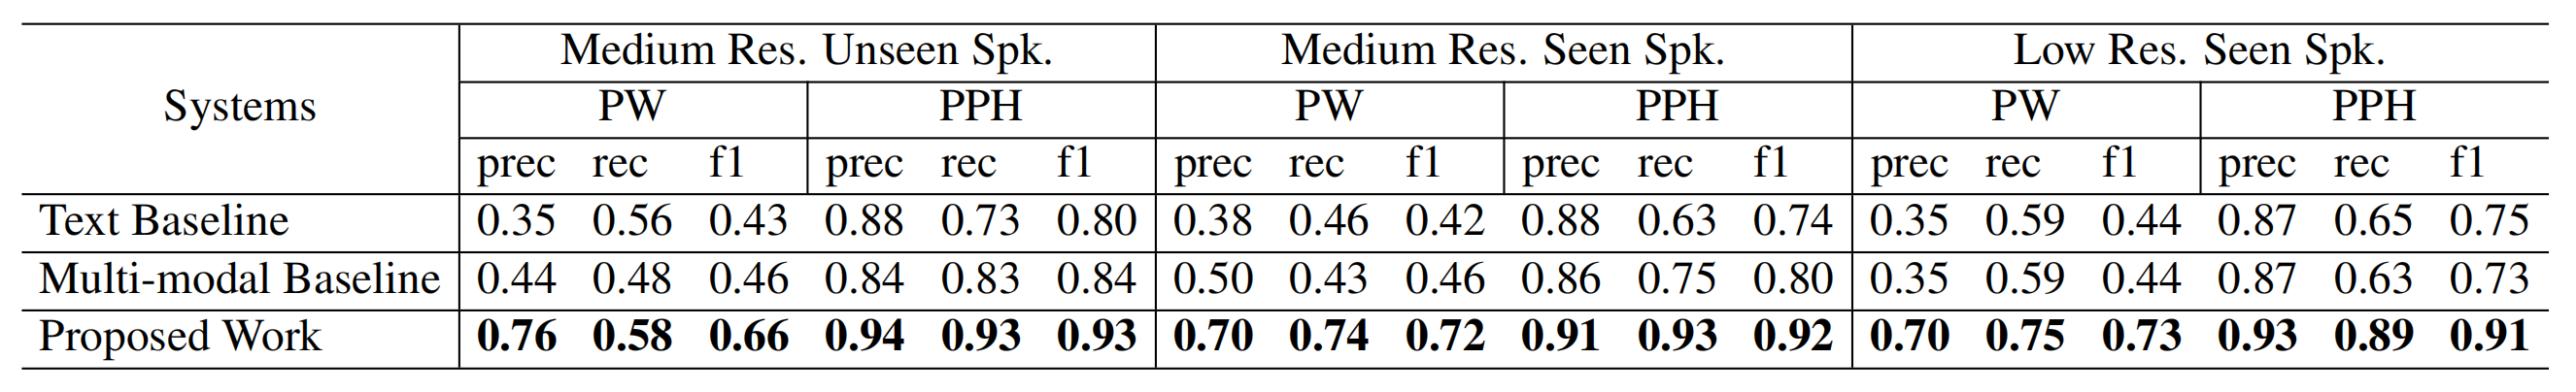 Systems Medium Res. Unseen Spk. Medium Res. Seen Spk. Low Res. Seen Spk.
PW PPH PW PPH PW PPH
prec rec f1 prec rec f1 prec rec f1 prec rec f1 prec rec f1 prec rec f1
Text Baseline 0.35 0.56 0.43 0.88 0.73 0.80 0.38 0.46 0.42 0.88 0.63 0.74 0.35 0.59 0.44 0.87 0.65 0.75
Multi-modal Baseline 0.44 0.48 0.46 0.84 0.83 0.84 0.50 0.43 0.46 0.86 0.75 0.80 0.35 0.59 0.44 0.87 0.63 0.73
Proposed Work 0.76 0.58 0.66 0.94 0.93 0.93 0.70 0.74 0.72 0.91 0.93 0.92 0.70 0.75 0.73 0.93 0.89 0.91